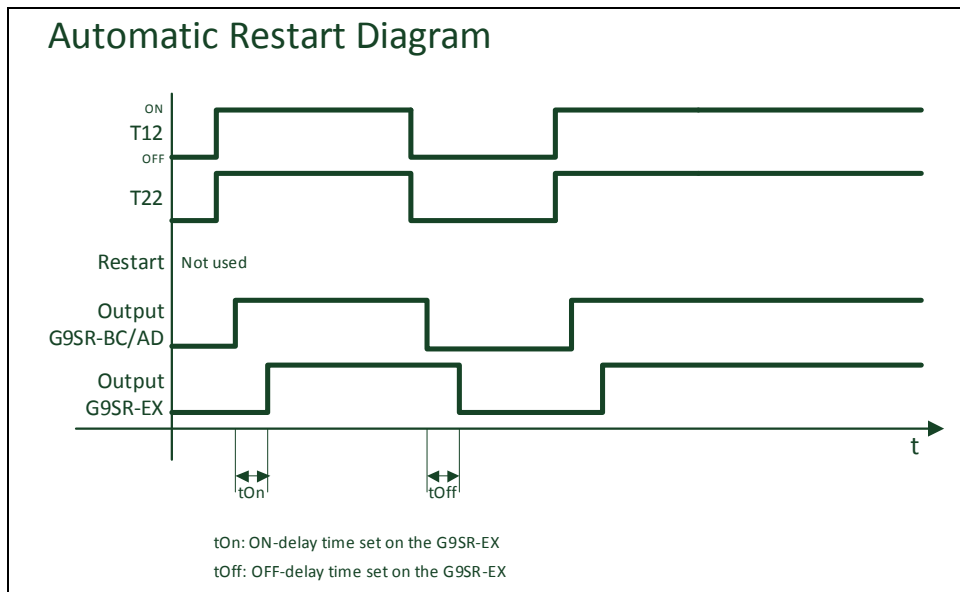 Automatic Restart Diagram
ON
T12
OFF
T22
Restart Not used
Output
G9SR-BC/AD
Output
G9SR-EX
t
tOn tOff
tOn: ON-delay time set on the G9SR-EX
tOff: OFF-delay time set on the G9SR-EX